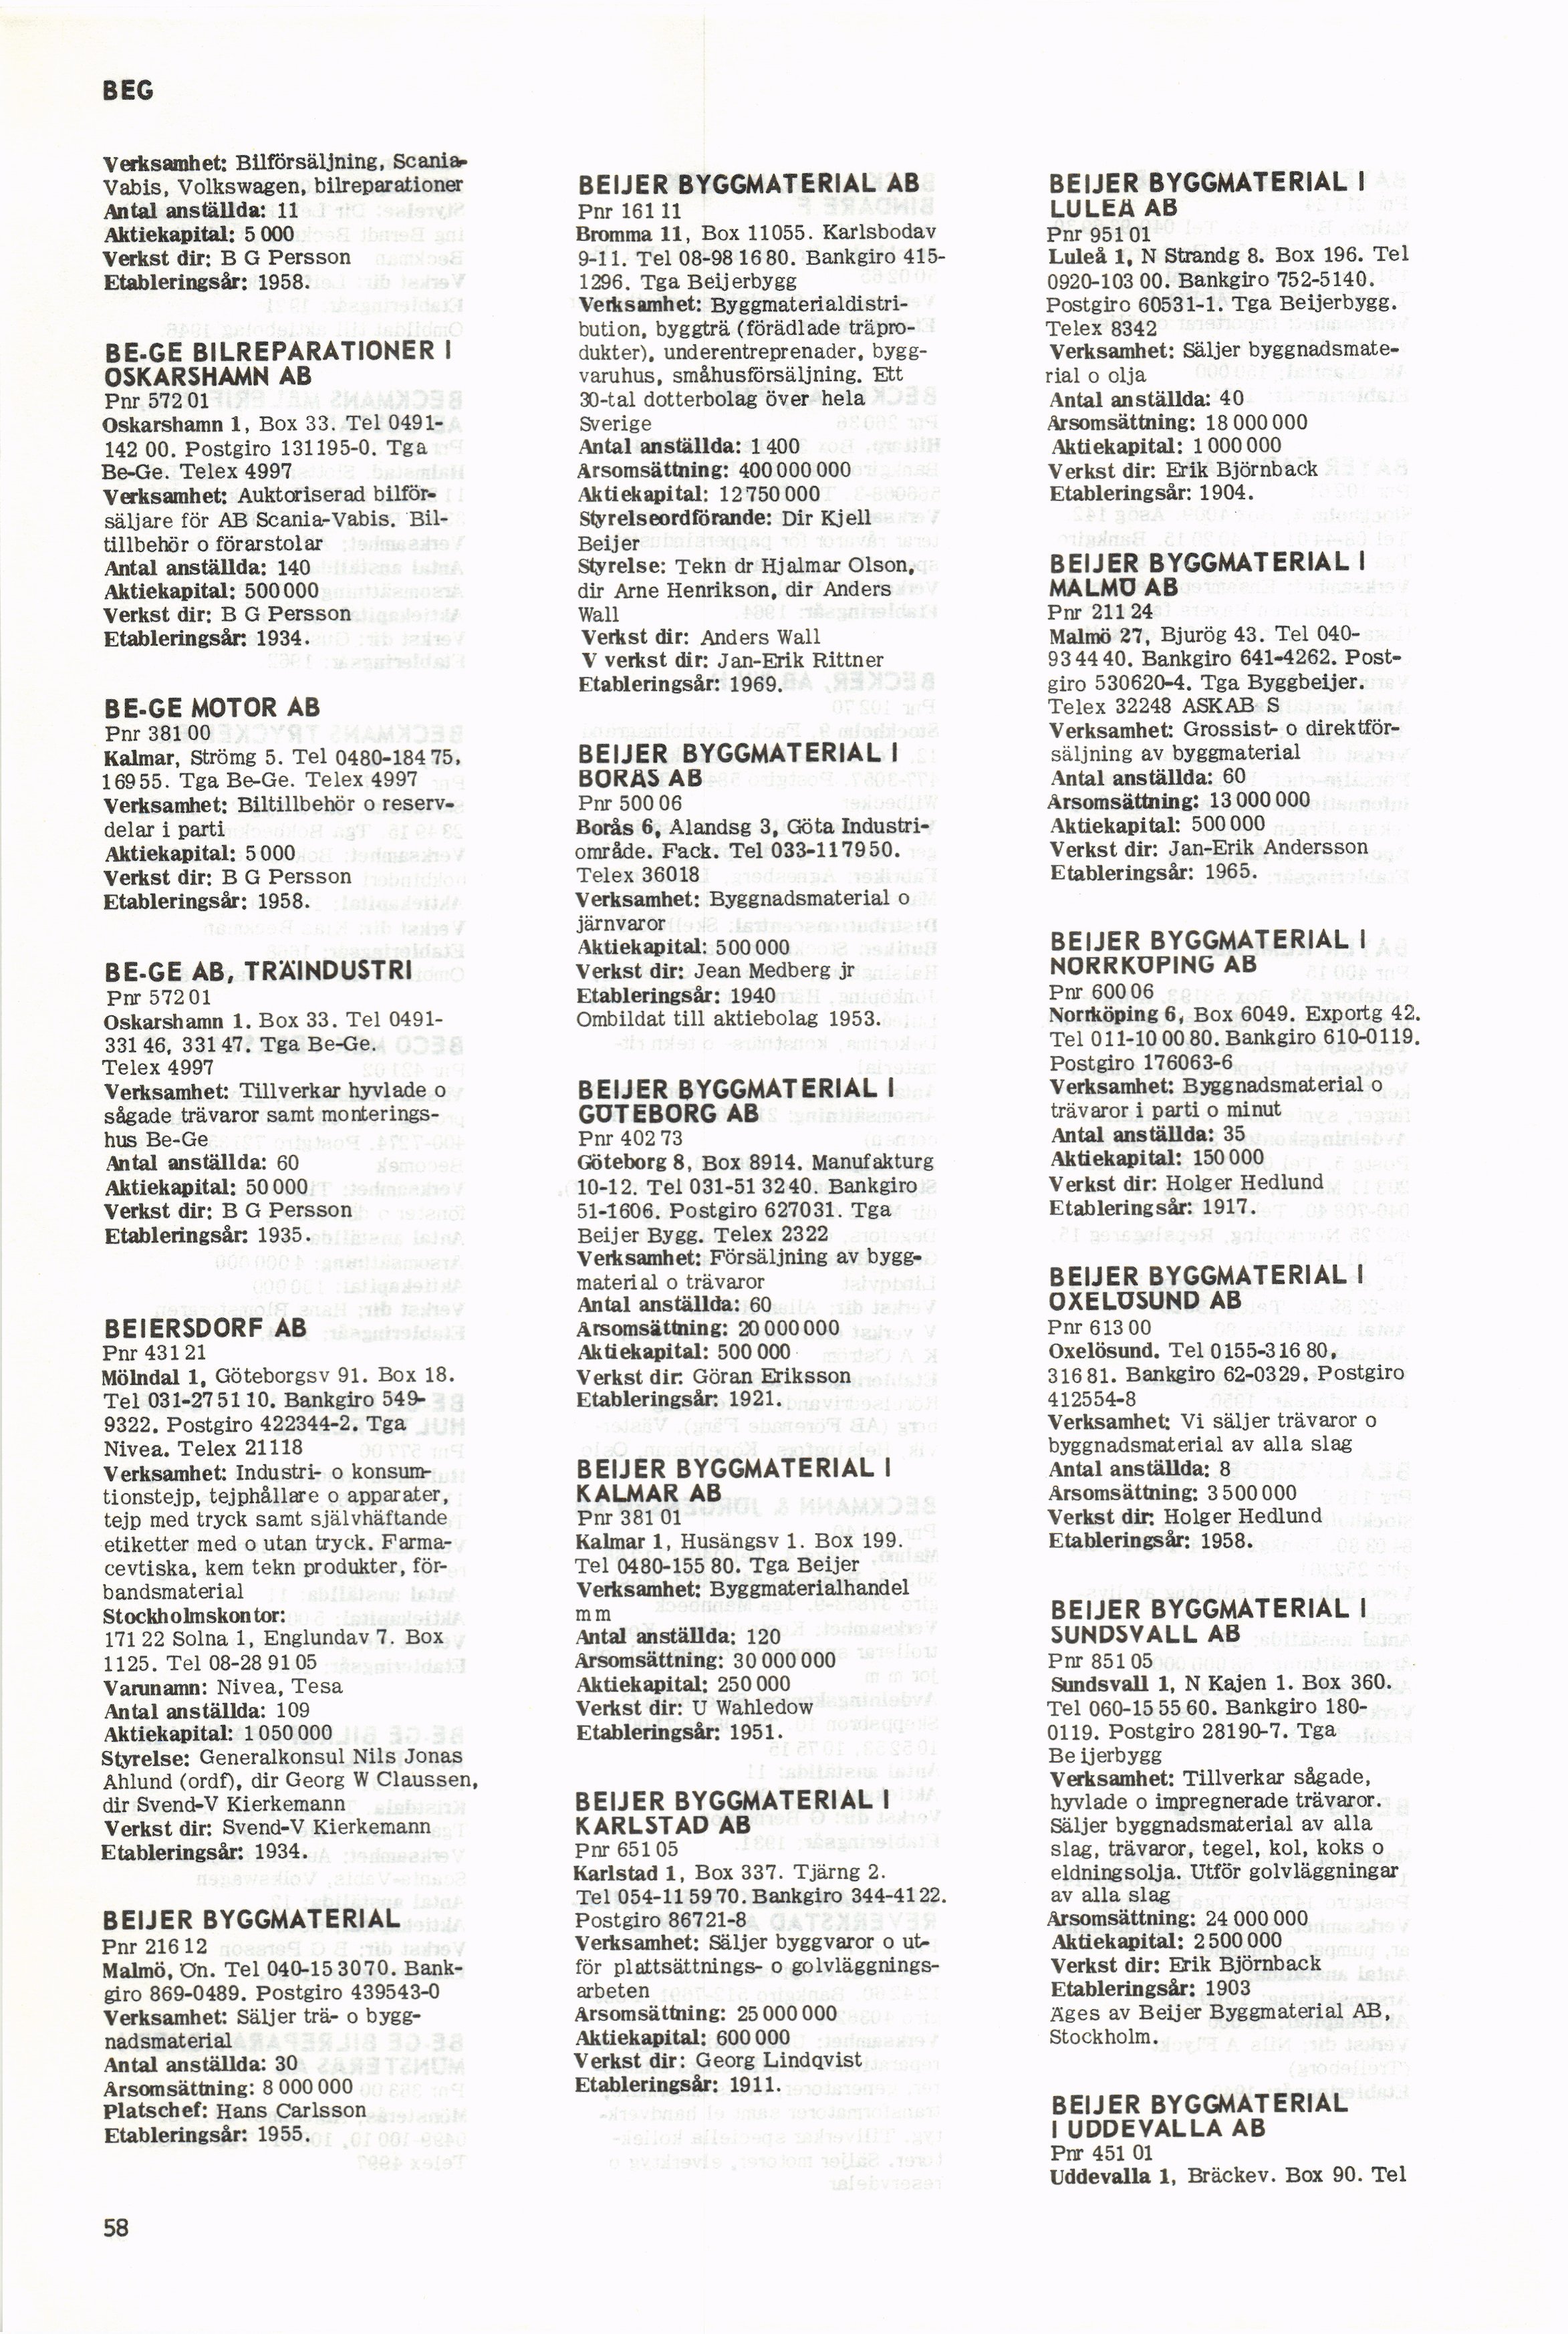 BEG
Verksamhet: Bilförsäljning, Scania-
Vabis, Volkswagen, bilreparationer
Antal anställda: 11
Aktiekapital: 5 000
Verkst dir: B G Persson
Etableringsår: 1958.
BE-GE BILREPARATIONER I
OSKARSHAMN AB
Pnr 572 01
Oskarshamn 1, Box 33. Tel 0491-
142 00. Postgiro 131195-0. Tga
Be-Ge. Telex 4997
Verksamhet: Auktoriserad bilför-
säljare för AB Scania-Vabis. Bil-
tillbehör o förarstolar
Antal anställda: 140
Aktiekapital: 500 000
Verkst dir: B G Persson
Etableringsår: 1934.
BE-GE MOTOR AB
Pnr 381 00
Kalmar, Strömg 5. Tel 0480-184 75,
169 55. Tga Be-Ge. Telex 4997
Verksamhet: Biltillbehör o reserv-
delar i parti
Aktiekapital: 5 000
Verkst dir: B G Persson
Etableringsår: 1958.
BE-GE AB, TRÄINDUSTRI
Pnr 572 01
Oskarshamn 1. Box 33. Tel 0491-
331 46, 331 47. Tga Be-Ge.
Telex 4997
Verksamhet: Tillverkar hyvlade o
sågade trävaror samt monterings-
hus Be-Ge
Antal anställda: 60
Aktiekapital: 50 000
Verkst dir: B G Persson
Etableringsår: 1935.
BEIERSDORF AB
Pnr 431 21
Mölndal 1, Göteborgsv 91. Box 18.
Tel 031-27 51 10. Bankgiro 549-
9322. Postgiro 422344-2. Tga
Nivea. Telex 21118
Verksamhet: Industri- o konsum-
tionstejp, tejphållare o apparater,
tejp med tryck samt självhäftande
etiketter med o utan tryck. Farma-
cevtiska, kem tekn produkter, för-
bandsmaterial
Stockholmskontor:
171 22 Solna 1, Englundav 7. Box
1125. Tel 08-28 91 05
Varunamn: Nivea, Tesa
Antal anställda: 109
Aktiekapital: 1 050 000
Styrelse: Generalkonsul Nils Jonas
Ahlund (ordf), dir Georg W Claussen,
dir Svend-V Kierkemann
Verkst dir: Svend-V Kierkemann
Etableringsår: 1934.
BEIJER BYGGMATERIAL
Pnr 216 12
Malmö, Ön. Tel 040-15 30 70. Bank-
giro 869-0489. Postgiro 439543-0
Verksamhet: Säljer trä- o bygg-
nadsmaterial
Antal anställda: 30
Årsomsättning: 8 000 000
Platschef: Hans Carlsson
Etableringsår: 1955.
58
BEIJER BYGGMATERIAL AB
Pnr 161 11
Bromma 11, Box 11055. Karlsbodav
9-11. Tel 08-98 16 80. Bankgiro 415-
1296. Tga Beijerbygg
Verksamhet: Byggmaterialdistri-
bution, byggträ (förädlade träpro-
dukter), underentreprenader, bygg-
varuhus, småhusförsäljning. Ett
30-tal dotterbolag över hela
Sverige
Antal anställda: 1 400
Årsomsättning: 400 000 000
Aktiekapital: 12 750 000
Styrelseordförande: Dir Kjell
Beijer
Styrelse: Tekn dr Hjalmar Olson,
dir Arne Henrikson, dir Anders
Wall
Verkst dir: Anders Wall
V verkst dir: Jan-Erik Rittner
Etableringsår: 1969.
BEIJER BYGGMATERIAL I
BORÅS AB
Pnr 500 06
Borås 6, Alandsg 3, Göta Industri-
område. Fack. Tel 033-11 79 50.
Telex 36018
Verksamhet: Byggnadsmaterial o
järnvaror
Aktiekapital: 500 000
Verkst dir: Jean Medberg jr
Etableringsår: 1940
Ombildat till aktiebolag 1953.
BEIJER BYGGMATERIAL I
GÖTEBORG AB
Pnr 402 73
Göteborg 8, Box 8914. Manufakturg
10-12. Tel 031-51 32 40. Bankgiro
51-1606. Postgiro 627031. Tga
Beijer Bygg. Telex 2322
Verksamhet: Försäljning av bygg-
material o trävaror
Antal anställda: 60
Årsomsättning: 20 000 000
Aktiekapital: 500 000
Verkst dir: Göran Eriksson
Etableringsår: 1921.
BEIJER BYGGMATERIAL I
KALMAR AB
Pnr 381 01
Kalmar 1, Husängsv 1. Box 199.
Tel 0480-155 80. Tga Beijer
Verksamhet: Byggmaterialhandel
m m
Antal anställda: 120
Årsomsättning: 30 000 000
Aktiekapital: 250 000
Verkst dir: U Wahledow
Etableringsår: 1951.
BEIJER BYGGMATERIAL I
KARLSTAD AB
Pnr 651 05
Karlstad 1, Box 337. Tjärng 2.
Tel 054-11 59 70. Bankgiro 344-41 22.
Postgiro 86721-8
Verksamhet: Säljer byggvaror o ut-
för plattsättnings- o golvläggnings-
arbeten
Årsomsättning: 25 000 000
Aktiekapital: 600 000
Verkst dir: Georg Lindqvist
Etableringsår: 1911.
BEIJER BYGGMATERIAL I
LULEÅ AB
Pnr 951 01
Luleå 1, N Strandg 8. Box 196. Tel
0920-103 00. Bankgiro 752-5140.
Postgiro 60531-1. Tga Beijerbygg.
Telex 8342
Verksamhet: Säljer byggnadsmate-
rial o olja
Antal anställda: 40
Årsomsättning: 18 000 000
Aktiekapital: 1 000 000
Verkst dir: Erik Björnback
Etableringsår: 1904.
BEIJER BYGGMATERIAL I
MALMÖ AB
Pnr 211 24
Malmö 27, Bjurög 43. Tel 040-
93 44 40. Bankgiro 641-4262. Post-
giro 530620-4. Tga Byggbeijer.
Telex 32248 ASKAB S
Verksamhet: Grossist- o direktför-
säljning av byggmaterial
Antal anställda: 60
Årsomsättning: 13 000 000
Aktiekapital: 500 000
Verkst dir: Jan-Erik Andersson
Etableringsår: 1965.
BEIJER BYGGMATERIAL I
NORRKÖPING AB
Pnr 600 06
Norrköping 6, Box 6049. Exportg 42.
Tel 011-10 00 80. Bankgiro 610-0119.
Postgiro 176063-6
Verksamhet: Byggnadsmaterial o
trävaror i parti o minut
Antal anställda: 35
Aktiekapital: 150 000
Verkst dir: Holger Hedlund
Etableringsår: 1917.
BEIJER BYGGMATERIAL I
OXELÖSUND AB
Pnr 613 00
Oxelösund. Tel 0155-316 80,
316 81. Bankgiro 62-0329. Postgiro
412554-8
Verksamhet: Vi säljer trävaror o
byggnadsmaterial av alla slag
Antal anställda: 8
Årsomsättning: 3 500 000
Verkst dir: Holger Hedlund
Etableringsår: 1958.
BEIJER BYGGMATERIAL I
SUNDSVALL AB
Pnr 851 05
Sundsvall 1, N Kajen 1. Box 360.
Tel 060-15 55 60. Bankgiro 180-
0119. Postgiro 28190-7. Tga
Beijerbygg
Verksamhet: Tillverkar sågade,
hyvlade o impregnerade trävaror.
Säljer byggnadsmaterial av alla
slag, trävaror, tegel, kol, koks o
eldningsolja. Utför golvläggningar
av alla slag
Årsomsättning: 24 000 000
Aktiekapital: 2 500 000
Verkst dir: Erik Björnback
Etableringsår: 1903
Äges av Beijer Byggmaterial AB,
Stockholm.
BEIJER BYGGMATERIAL
I UDDEVALLA AB
Pnr 451 01
Uddevalla 1, Bräckev. Box 90. Tel